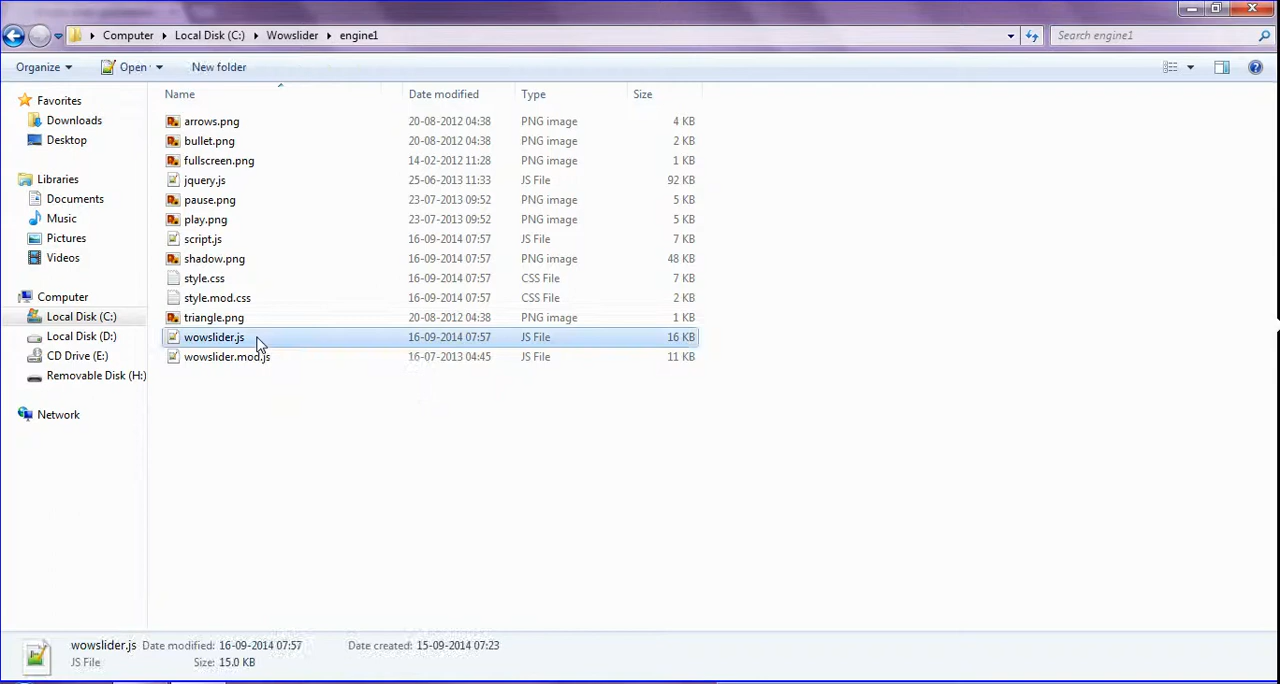 Computer Local Disk (C:) Wowslider engine1 Search engine1
Organize Open New folder
Name Date modified Type Size
Favorites
Downloads
Desktop
Libraries
Documents
Music
Pictures
Videos
Computer
Local Disk (C:)
Local Disk (D:)
CD Drive (E:)
Removable Disk (H:)
Network
arrows.png 20-08-2012 04:38 PNG image 4 KB
bullet.png 20-08-2012 04:38 PNG image 2 KB
fullscreen.png 14-02-2012 11:28 PNG image 1 KB
jquery.js 25-06-2013 11:33 JS File 92 KB
pause.png 23-07-2013 09:52 PNG image 5 KB
play.png 23-07-2013 09:52 PNG image 5 KB
script.js 16-09-2014 07:57 JS File 7 KB
shadow.png 16-09-2014 07:57 PNG image 48 KB
style.css 16-09-2014 07:57 CSS File 7 KB
style.mod.css 16-09-2014 07:57 CSS File 2 KB
triangle.png 20-08-2012 04:38 PNG image 1 KB
wowslider.js 16-09-2014 07:57 JS File 16 KB
wowslider.mod.js 16-07-2013 04:45 JS File 11 KB
wowslider.js Date modified: 16-09-2014 07:57 Date created: 15-09-2014 07:23
JS File Size: 15.0 KB